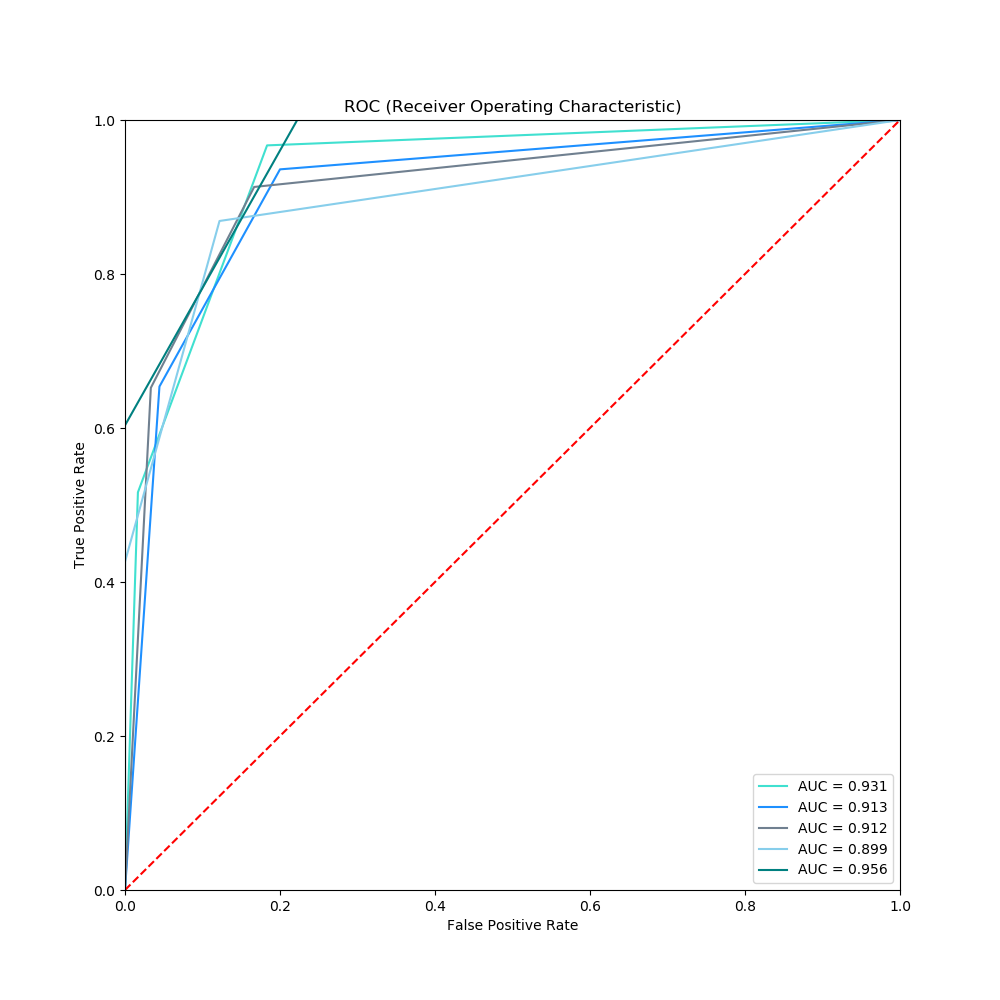 ROC (Receiver Operating Characteristic)
1.0
0.8
0.6
0.4
0.2
0.0
True Positive Rate
0.0 0.2 0.4 0.6 0.8 1.0
False Positive Rate
AUC = 0.931
AUC = 0.913
AUC = 0.912
AUC = 0.899
AUC = 0.956